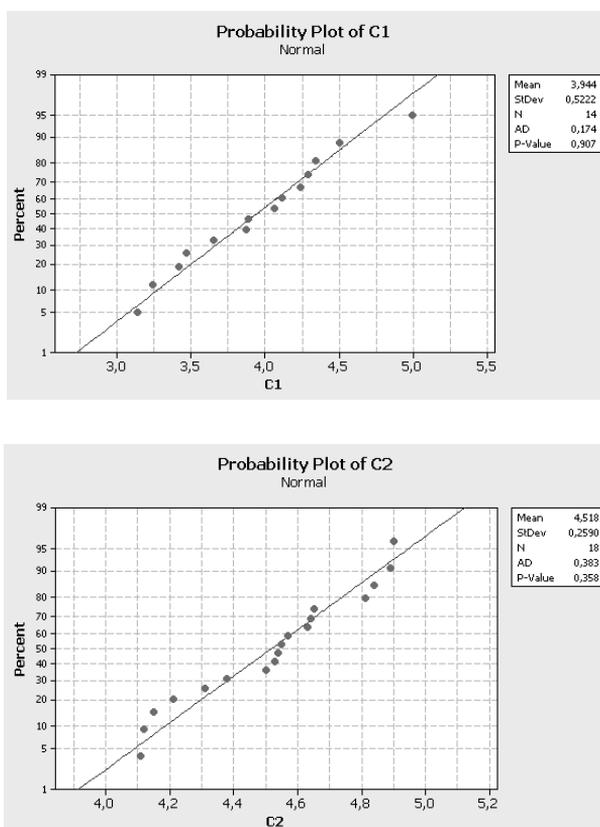 Probability Plot of C1
Normal
99
95
90
80
70
60
50
40
30
20
10
5
1
Percent
3,0 3,5 4,0 4,5 5,0 5,5
C1
Mean 3,944
StDev 0,5222
N 14
AD 0,174
P-Value 0,907
Probability Plot of C2
Normal
99
95
90
80
70
60
50
40
30
20
10
5
1
Percent
4,0 4,2 4,4 4,6 4,8 5,0 5,2
C2
Mean 4,518
StDev 0,2590
N 18
AD 0,383
P-Value 0,358